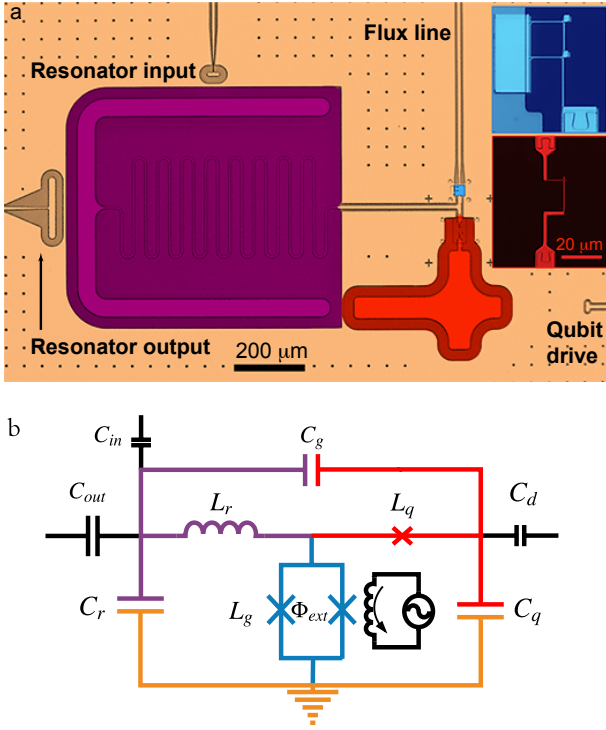 a
Flux line
Resonator input
20 μm
Resonator output
200 μm
Qubit
drive
b
C_in
C_g
C_out
L_r
L_q
C_d
C_r
L_g
Φ_ext
C_q